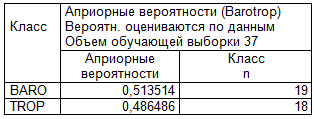 Класс
Априорные вероятности (Barotrop)
Вероятн. оцениваются по данным
Объем обучающей выборки 37
Априорные вероятности
Класс n
BARO 0,513514 19
TROP 0,486486 18